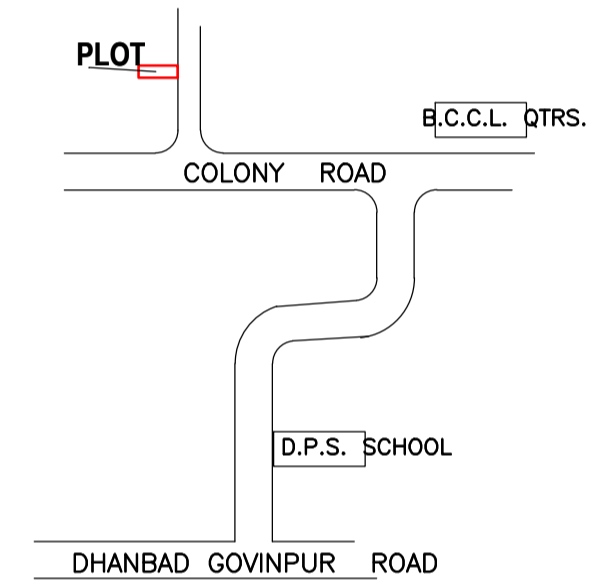 PLOT
B.C.C.L. QTRS.
COLONY ROAD
D.P.S. SCHOOL
DHANBAD GOVINPUR ROAD